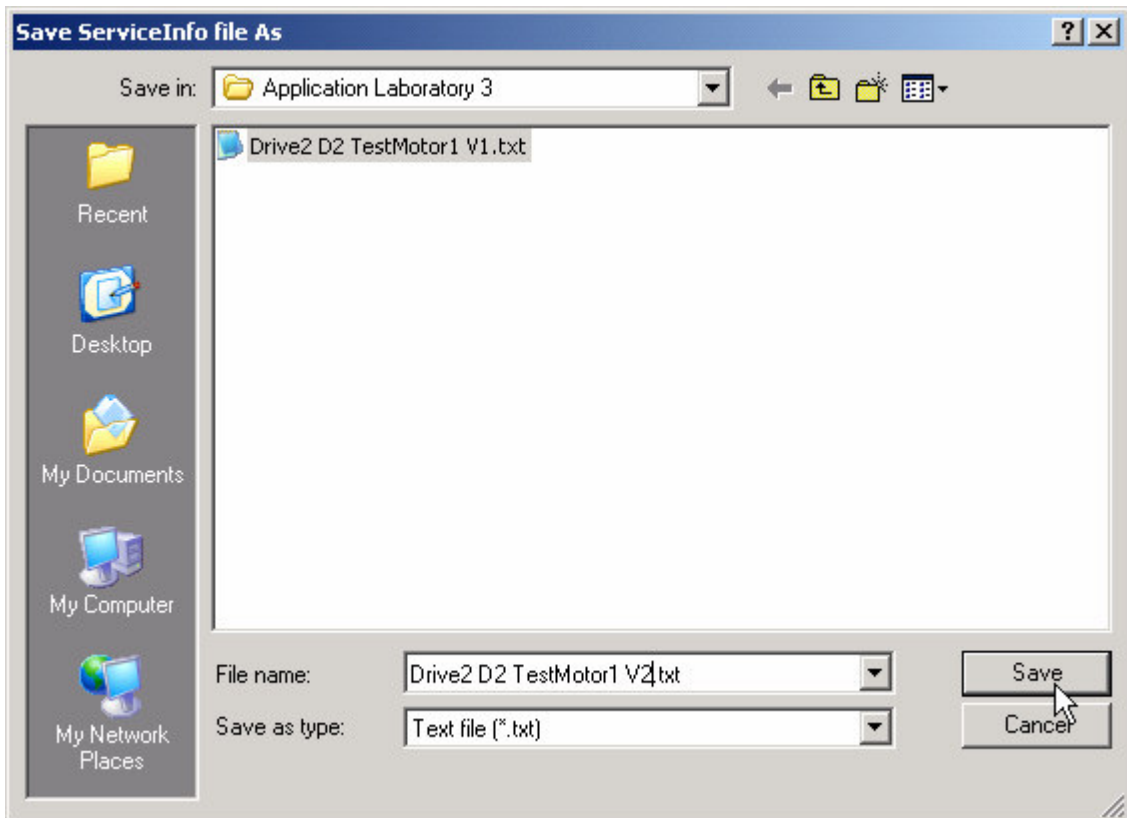 Save ServiceInfo file As
Save in:
Application Laboratory 3
Drive2 D2 TestMotor1 V1.txt
Recent
Desktop
My Documents
My Computer
My Network
Places
File name:
Drive2 D2 TestMotor1 V2.txt
Save
Save as type:
Text file (*.txt)
Cancel